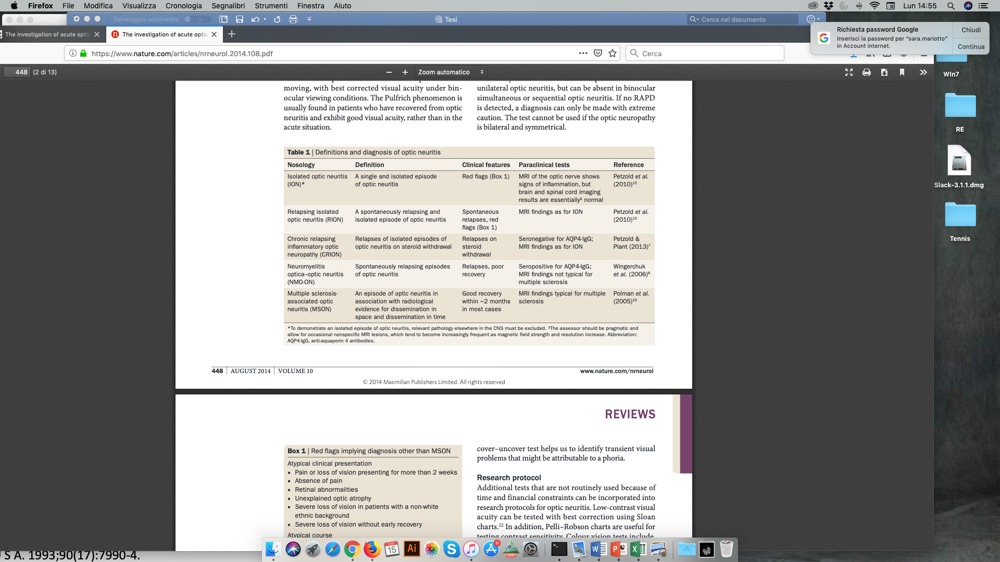 Firefox File Modifica Visualizza Cronologia Segnalibri Strumenti Finestra Aiuto Lun 14:55
Salvataggio automatico Tesi Cerca nel documento
The investigation of acute optic The investigation of acute optic
Richiesta password Google
Inserisci la password per “sara.mariotto”
in Account internet.
Chiudi
Continua
https://www.nature.com/articles/nrneurol.2014.108.pdf Cerca
448 (2 di 13) Zoom automatico
moving, with best corrected visual acuity under bin-
ocular viewing conditions. The Pulfrich phenomenon is
usually found in patients who have recovered from optic
neuritis and exhibit good visual acuity, rather than in the
acute situation.
unilateral optic neuritis, but can be absent in binocular
simultaneous or sequential optic neuritis. If no RAPD
is detected, a diagnosis can only be made with extreme
caution. The test cannot be used if the optic neuropathy
is bilateral and symmetrical.
Table 1 | Definitions and diagnosis of optic neuritis
Nosology Definition Clinical features Paraclinical tests Reference
Isolated optic neuritis A single and isolated episode Red flags (Box 1) MRI of the optic nerve shows Petzold et al.
(ION)* of optic neuritis signs of inflammation, but (2010)15
brain and spinal cord imaging
results are essentially‡ normal
Relapsing isolated A spontaneously relapsing and Spontaneous MRI findings as for ION Petzold et al.
optic neuritis (RION) isolated episode of optic neuritis relapses, red (2010)15
flags (Box 1)
Chronic relapsing Relapses of isolated episodes of Relapses on Seronegative for AQP4-IgG; Petzold &
inflammatory optic optic neuritis on steroid withdrawal steroid MRI findings as for ION Plant (2013)7
neuropathy (CRION) withdrawal
Neuromyelitis Spontaneously relapsing episodes Relapses, poor Seropositive for AQP4-IgG; Wingerchuk
optica–optic neuritis of optic neuritis recovery MRI findings not typical for et al. (2006)8
(NMO-ON) multiple sclerosis
Multiple sclerosis- An episode of optic neuritis in Good recovery MRI findings typical for multiple Polman et al.
associated optic association with radiological within ~2 months sclerosis (2005)16
neuritis (MSON) evidence for dissemination in in most cases
space and dissemination in time
*To demonstrate an isolated episode of optic neuritis, relevant pathology elsewhere in the CNS must be excluded. ‡The assessor should be pragmatic and
allow for occasional nonspecific MRI lesions, which tend to become increasingly frequent as magnetic field strength and resolution increase. Abbreviation:
AQP4-IgG, anti-aquaporin 4 antibodies.
448 | AUGUST 2014 | VOLUME 10 www.nature.com/nrneurol
© 2014 Macmillan Publishers Limited. All rights reserved
REVIEWS
Box 1 | Red flags implying diagnosis other than MSON
Atypical clinical presentation
▪ Pain or loss of vision presenting for more than 2 weeks
▪ Absence of pain
▪ Retinal abnormalities
▪ Unexplained optic atrophy
▪ Severe loss of vision in patients with a non-white
ethnic background
▪ Severe loss of vision without early recovery
Atypical course
cover–uncover test helps us to identify transient visual
problems that might be attributable to a phoria.
Research protocol
Additional tests that are not routinely used because of
time and financial constraints can be incorporated into
research protocols for optic neuritis. Low-contrast visual
acuity can be tested with best correction using Sloan
charts.22 In addition, Pelli–Robson charts are useful for
testing contrast sensitivity. Colour vision tests include
WIn7
RE
Slack-3.1.1.dmg
Tennis
S A. 1993;90(17):7990-4.
LUG
15
Ai
6